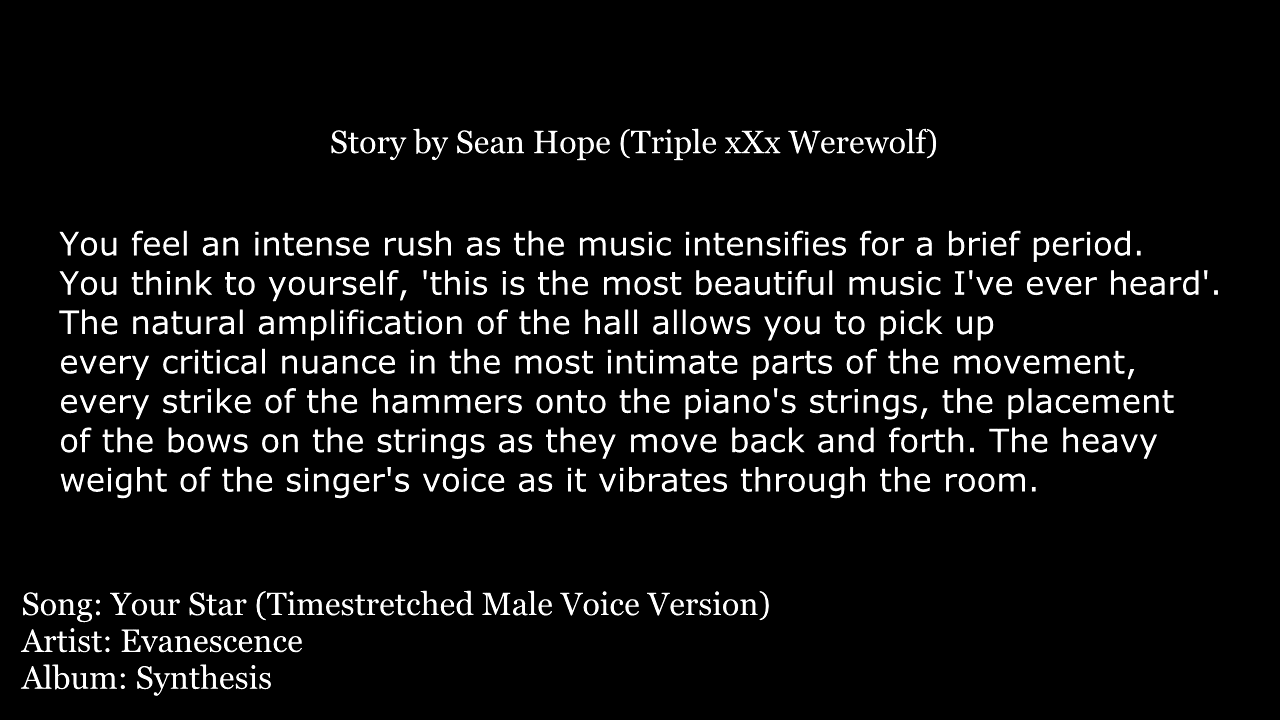 Story by Sean Hope (Triple xXx Werewolf)
You feel an intense rush as the music intensifies for a brief period.
You think to yourself, 'this is the most beautiful music I've ever heard'.
The natural amplification of the hall allows you to pick up
every critical nuance in the most intimate parts of the movement,
every strike of the hammers onto the piano's strings, the placement
of the bows on the strings as they move back and forth. The heavy
weight of the singer's voice as it vibrates through the room.
Song: Your Star (Timestretched Male Voice Version)
Artist: Evanescence
Album: Synthesis